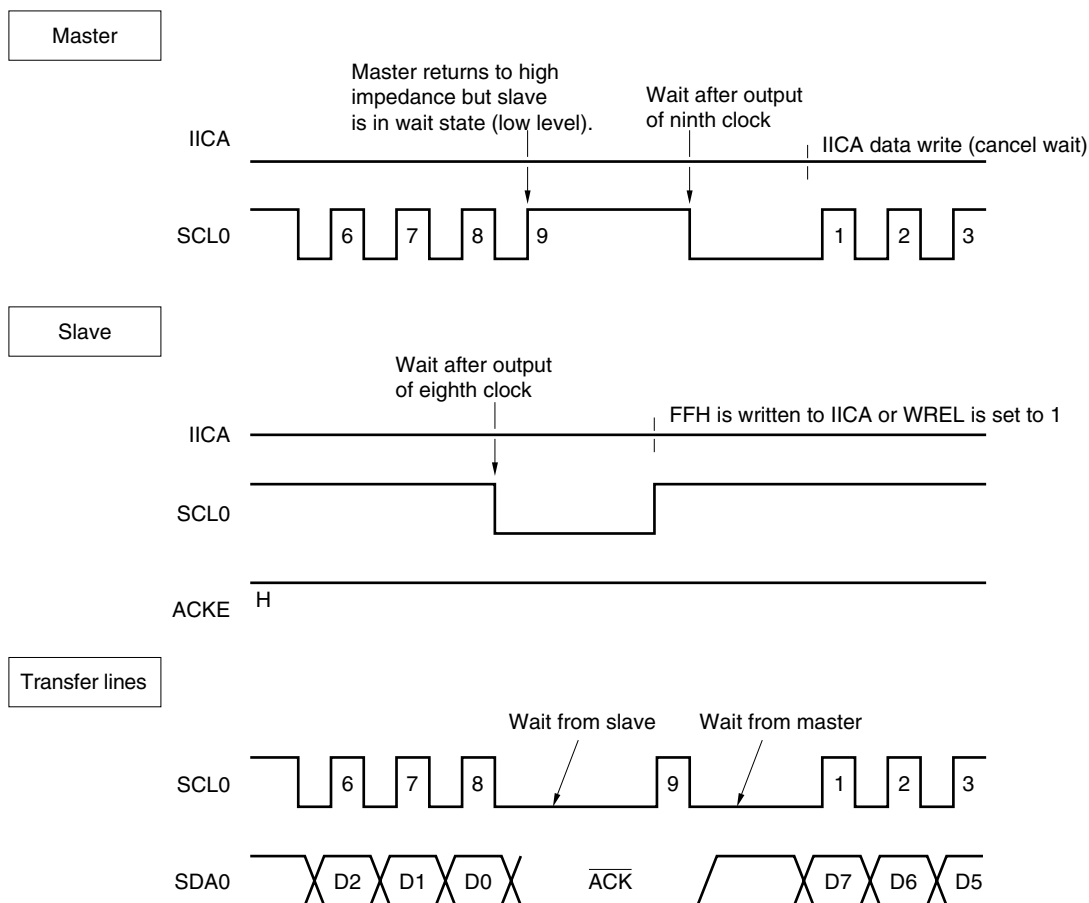 Master
Master returns to high
impedance but slave
is in wait state (low level).
Wait after output
of ninth clock
IICA
IICA data write (cancel wait)
SCL0
6 7 8 9 1 2 3
Slave
Wait after output
of eighth clock
FFH is written to IICA or WREL is set to 1
IICA
SCL0
H
ACKE
Transfer lines
Wait from slave Wait from master
SCL0
6 7 8 9 1 2 3
SDA0
D2 D1 D0 ACK D7 D6 D5